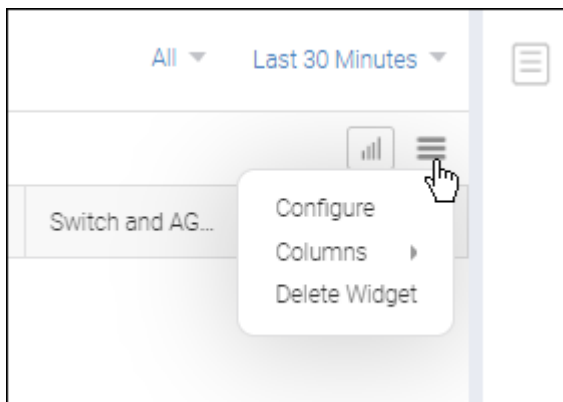 All Last 30 Minutes
Switch and AG...
Configure
Columns
Delete Widget